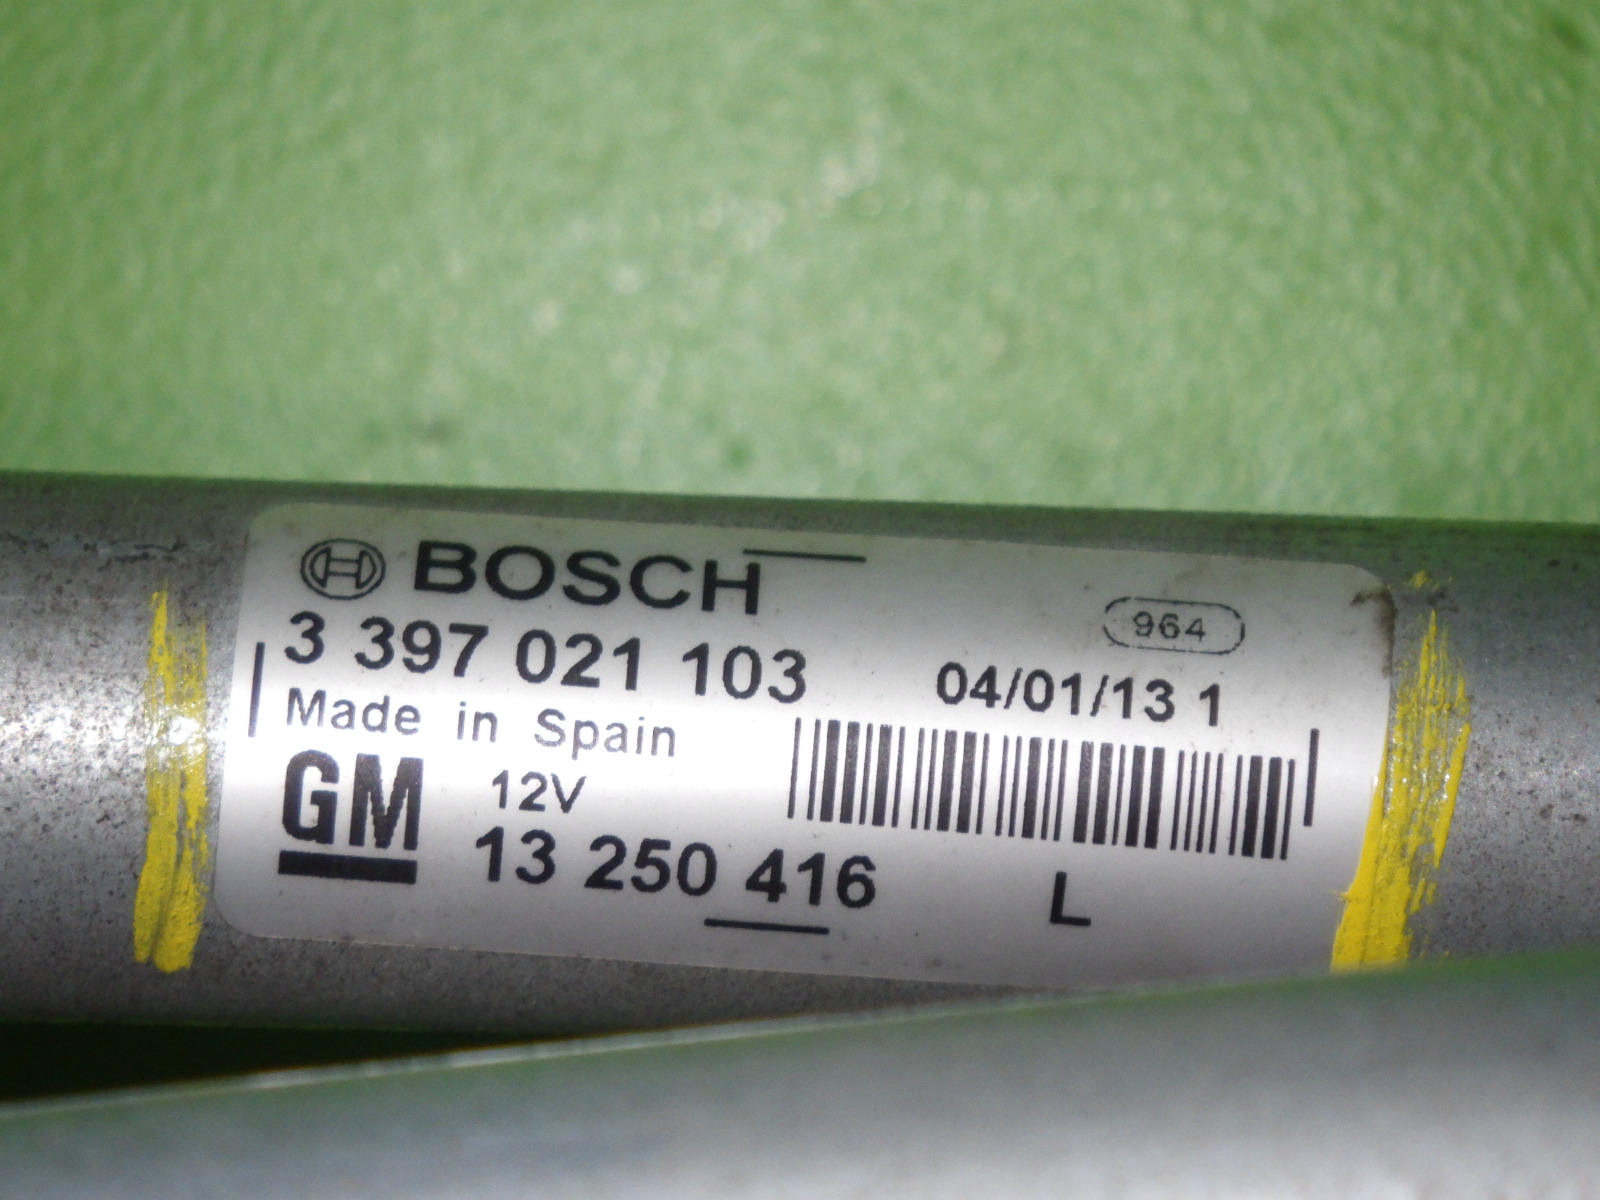 BOSCH
964
3 397 021 103
04/01/13 1
Made in Spain
GM
12V
13 250 416
L